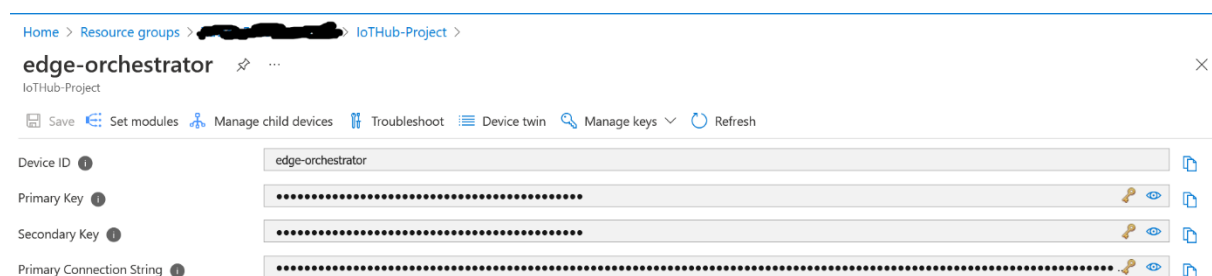 Home > Resource groups > > IoTHub-Project >
edge-orchestrator ...
IoTHub-Project
Save Set modules Manage child devices Troubleshoot Device twin Manage keys Refresh
Device ID edge-orchestrator
Primary Key ••••••••••••••••••••••••••••••••••••••••••••
Secondary Key ••••••••••••••••••••••••••••••••••••••••••••
Primary Connection String